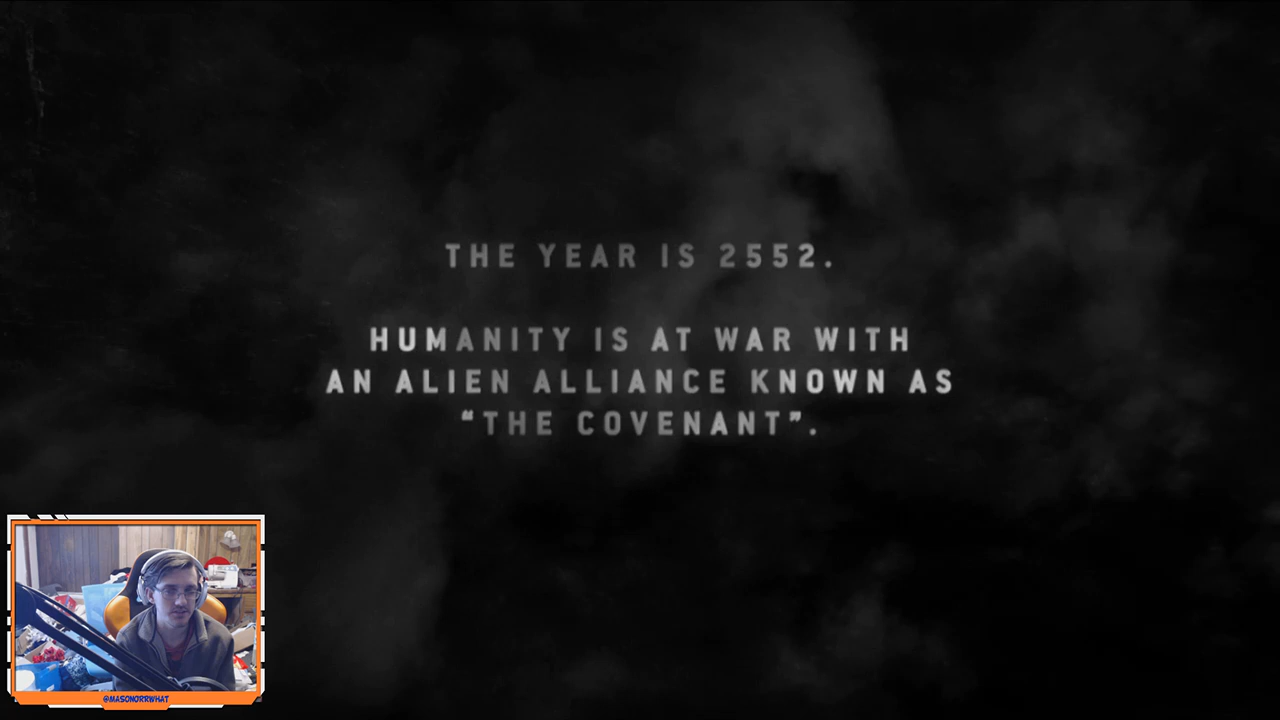 THE YEAR IS 2552.
HUMANITY IS AT WAR WITH
AN ALIEN ALLIANCE KNOWN AS
“THE COVENANT”.
@MASONORRWHAT